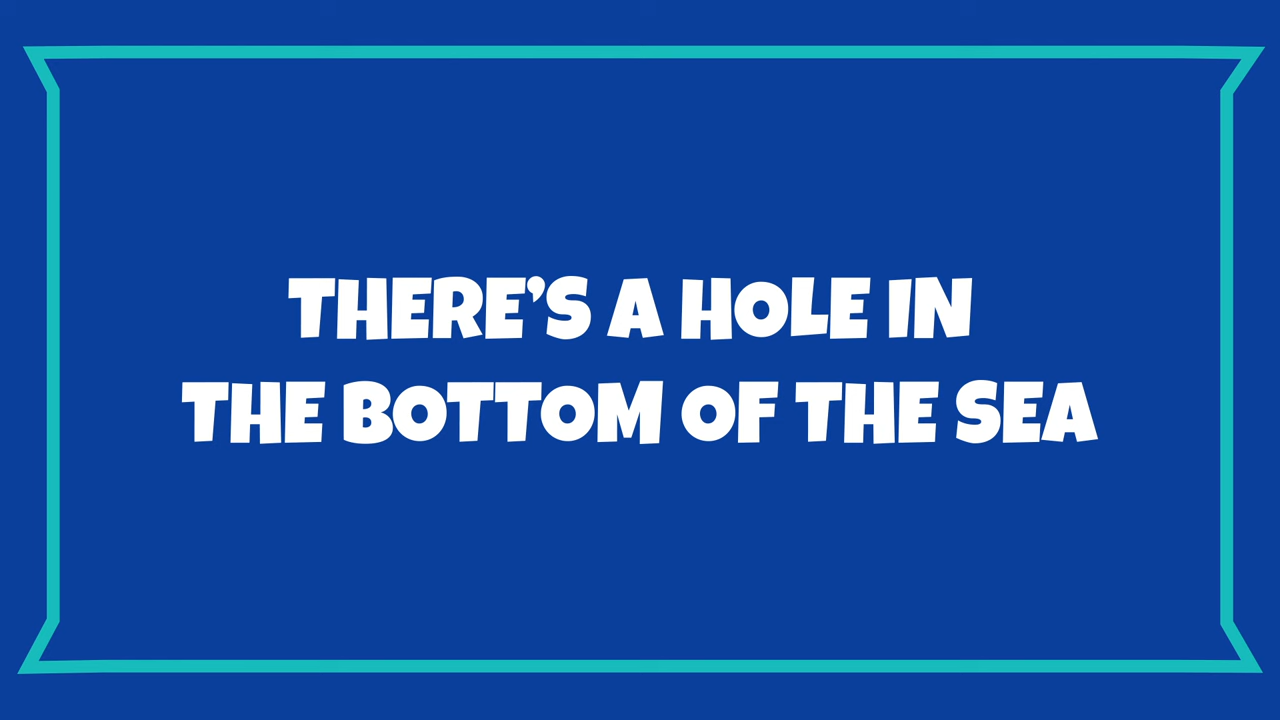 THERE’S A HOLE IN
THE BOTTOM OF THE SEA